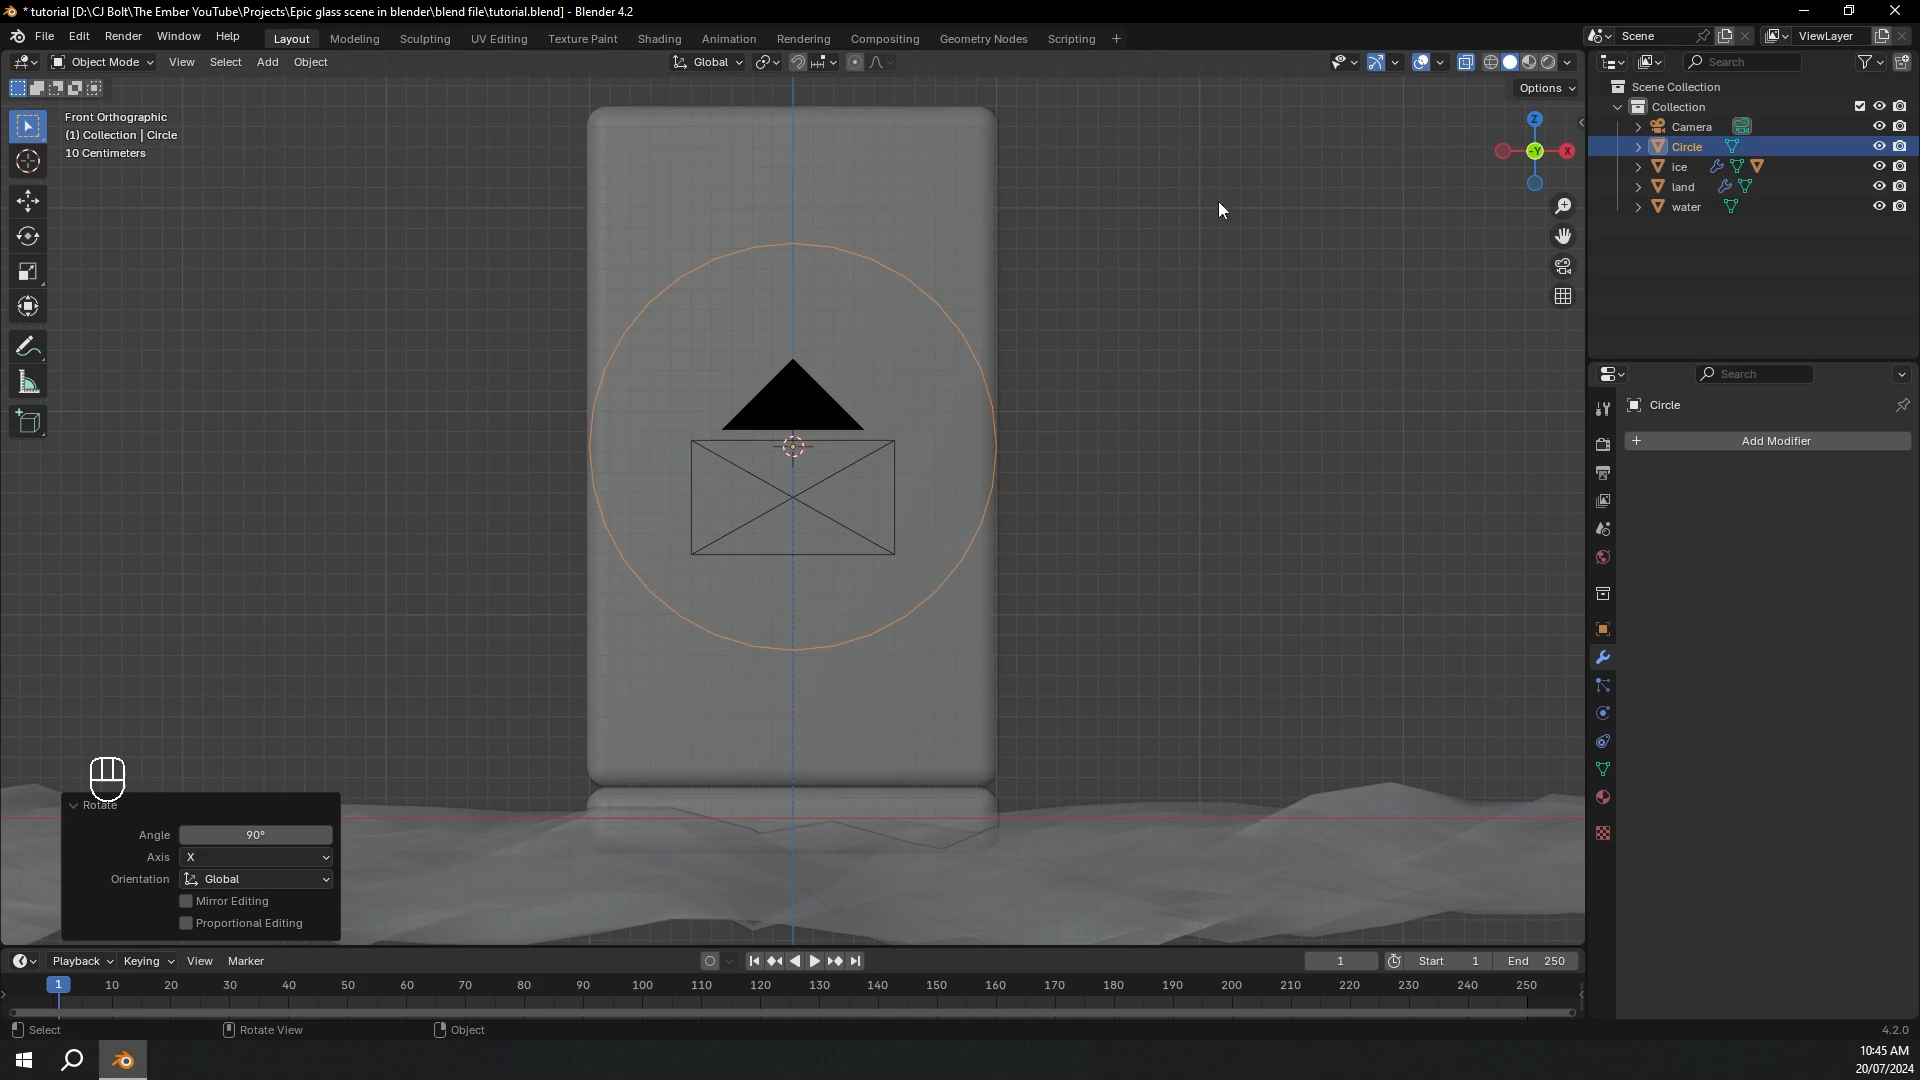 * tutorial [D:\CJ Bolt\The Ember YouTube\Projects\Epic glass scene in blender\blend file\tutorial.blend] - Blender 4.2
File Edit Render Window Help Layout Modeling Sculpting UV Editing Texture Paint Shading Animation Rendering Compositing Geometry Nodes Scripting + Scene ViewLayer
Object Mode View Select Add Object Global Search
Options
Front Orthographic
(1) Collection | Circle
10 Centimeters
Z
-Y
X
Scene Collection
Collection
Camera
Circle
ice
land
water
Search
Circle
+ Add Modifier
Rotate
Angle 90°
Axis X
Orientation Global
Mirror Editing
Proportional Editing
Playback Keying View Marker 1 Start 1 End 250
1 10 20 30 40 50 60 70 80 90 100 110 120 130 140 150 160 170 180 190 200 210 220 230 240 250
Select Rotate View Object 4.2.0
10:45 AM
20/07/2024